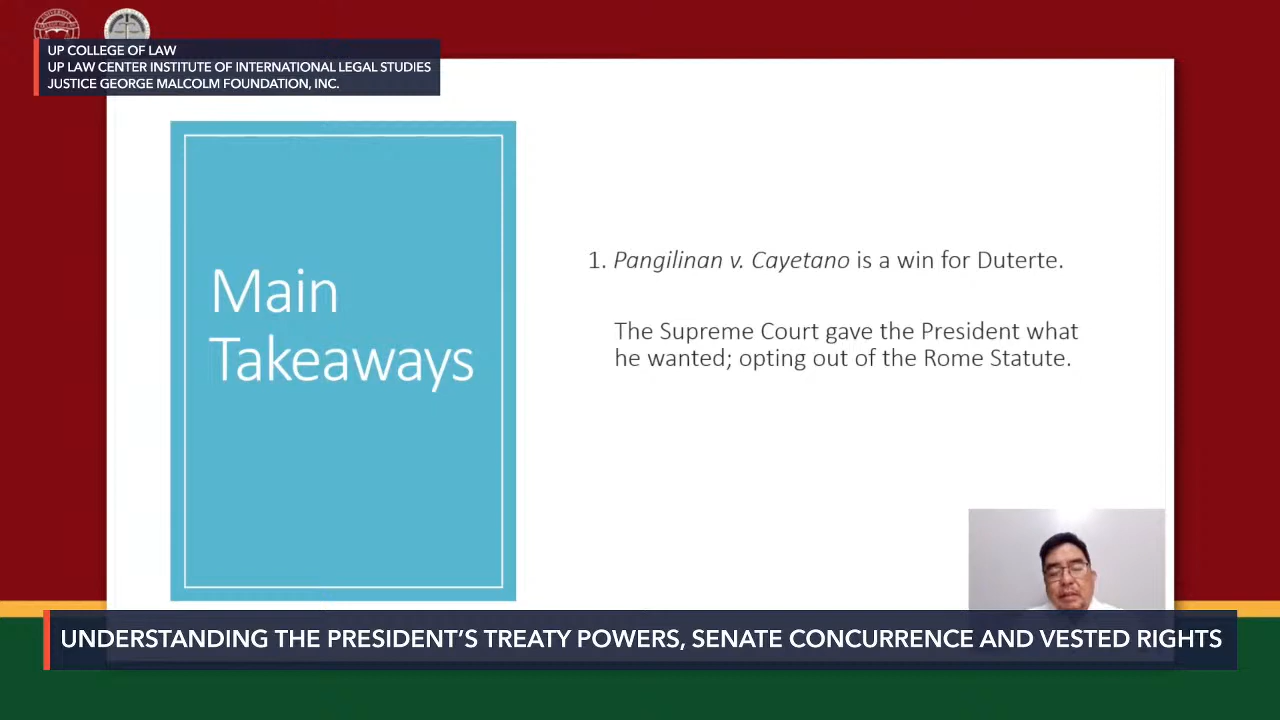 UP COLLEGE OF LAW
UP LAW CENTER INSTITUTE OF INTERNATIONAL LEGAL STUDIES
JUSTICE GEORGE MALCOLM FOUNDATION, INC.
Main
Takeaways
1. Pangilinan v. Cayetano is a win for Duterte.
The Supreme Court gave the President what
he wanted; opting out of the Rome Statute.
UNDERSTANDING THE PRESIDENT’S TREATY POWERS, SENATE CONCURRENCE AND VESTED RIGHTS